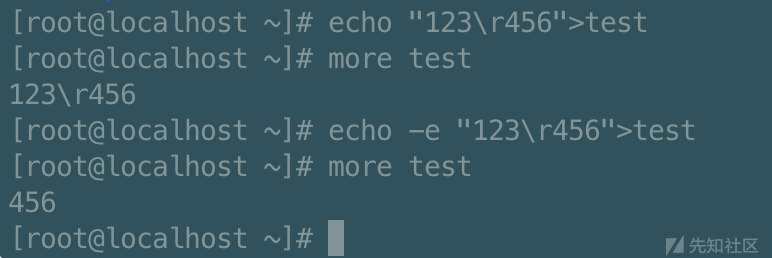 [root@localhost ~]# echo "123\r456">test
[root@localhost ~]# more test
123\r456
[root@localhost ~]# echo -e "123\r456">test
[root@localhost ~]# more test
456
[root@localhost ~]#
先知社区